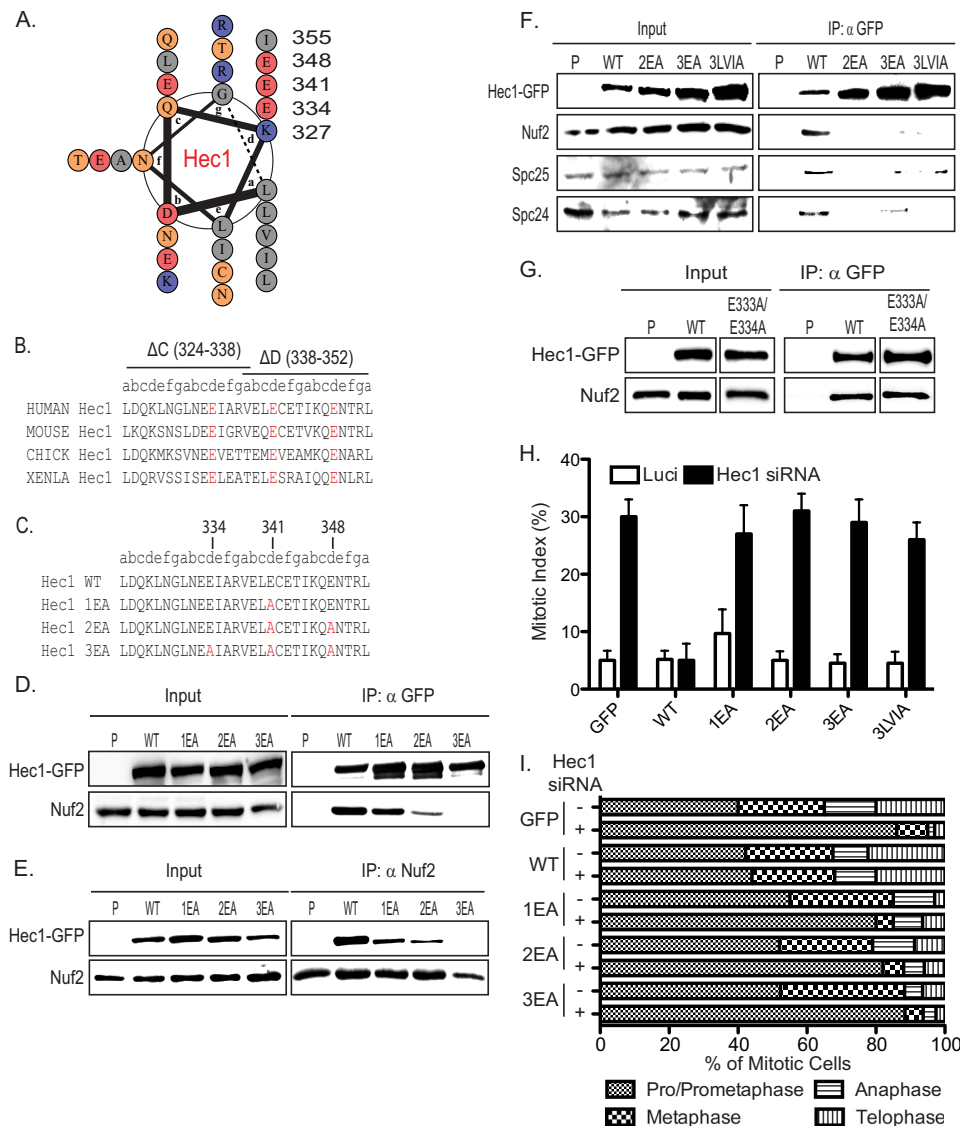 A.
Q R I 355
L T E 348
E R E 341
Q G E 334
c g K 327
d
T E A N f Hec1
a L
b e
D L L
N I V
E C I
K N L
B.
ΔC (324-338) ΔD (338-352)
abcdefgabcdefgabcdefgabcdefga
HUMAN Hec1 LDQKLNGLNEEIARVELECETIKQENTRL
MOUSE Hec1 LKQKSNSLDEEIGRVEQECETVKQENARL
CHICK Hec1 LDQKMKSVNEEVETTEMEVEAMKQENARL
XENLA Hec1 LDQRVSSISEELEATELESRAIQQENLRL
C.
334 341 348
abcdefgabcdefgabcdefgabcdefga
Hec1 WT LDQKLNGLNEEIARVELECETIKQENTRL
Hec1 1EA LDQKLNGLNEEIARVELACETIKQENTRL
Hec1 2EA LDQKLNGLNEEIARVELACETIKQANTRL
Hec1 3EA LDQKLNGLNEAIARVELACETIKQANTRL
D.
Input IP: α GFP
P WT 1EA 2EA 3EA P WT 1EA 2EA 3EA
Hec1-GFP
Nuf2
E.
Input IP: α Nuf2
P WT 1EA 2EA 3EA P WT 1EA 2EA 3EA
Hec1-GFP
Nuf2
F.
Input IP: α GFP
P WT 2EA 3EA 3LVIA P WT 2EA 3EA 3LVIA
Hec1-GFP
Nuf2
Spc25
Spc24
G.
Input IP: α GFP
P WT E333A/E334A P WT E333A/E334A
Hec1-GFP
Nuf2
H.
Luci Hec1 siRNA
Mitotic Index (%)
40
30
20
10
0
GFP WT 1EA 2EA 3EA 3LVIA
I.
Hec1
siRNA
GFP - +
WT - +
1EA - +
2EA - +
3EA - +
0 20 40 60 80 100
% of Mitotic Cells
Pro/Prometaphase Anaphase
Metaphase Telophase